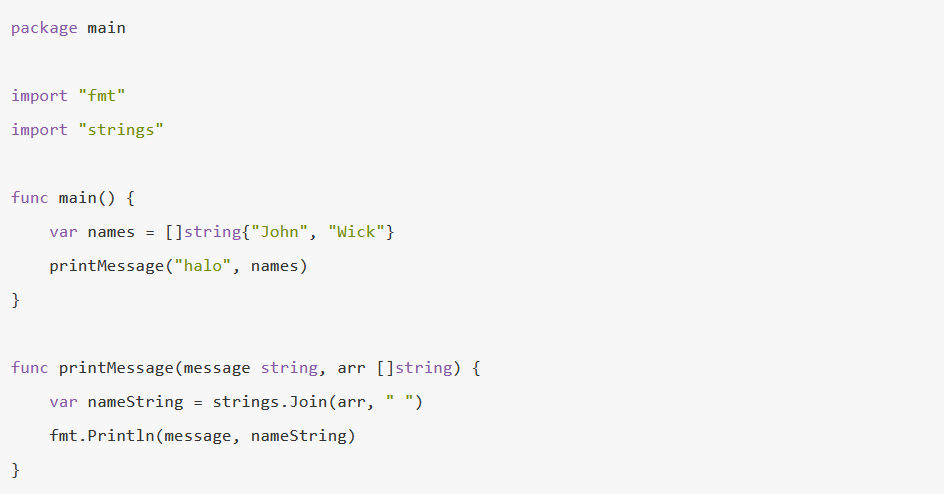 package main
import "fmt"
import "strings"
func main() {
    var names = []string{"John", "Wick"}
    printMessage("halo", names)
}
func printMessage(message string, arr []string) {
    var nameString = strings.Join(arr, " ")
    fmt.Println(message, nameString)
}